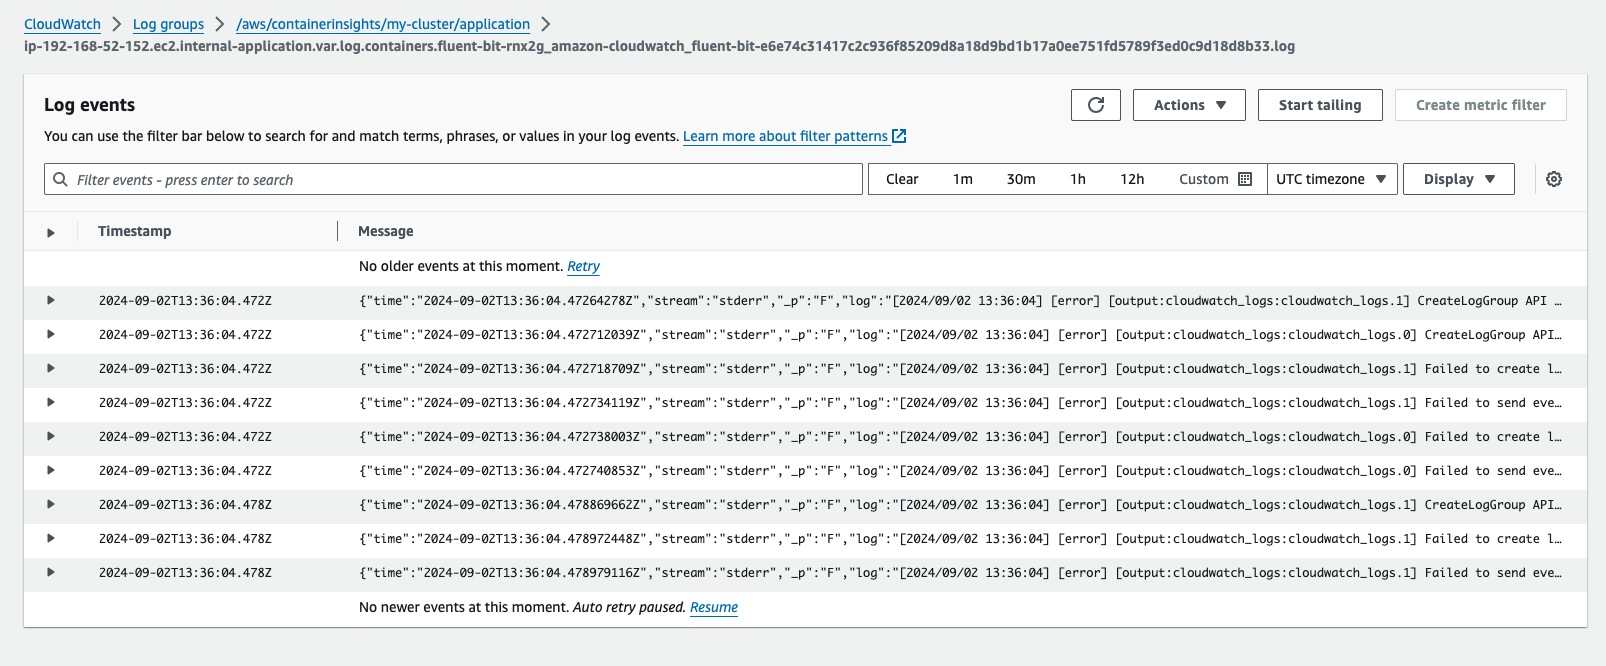 CloudWatch > Log groups > /aws/containerinsights/my-cluster/application >
ip-192-168-52-152.ec2.internal-application.var.log.containers.fluent-bit-rnx2g_amazon-cloudwatch_fluent-bit-e6e74c31417c2c936f85209d8a18d9bd1b17a0ee751fd5789f3ed0c9d18d8b33.log
Log events
Actions
Start tailing
Create metric filter
You can use the filter bar below to search for and match terms, phrases, or values in your log events. Learn more about filter patterns
Filter events - press enter to search
Clear 1m 30m 1h 12h Custom UTC timezone Display
Timestamp Message
No older events at this moment. Retry
2024-09-02T13:36:04.472Z {"time":"2024-09-02T13:36:04.47264278Z","stream":"stderr","_p":"F","log":"[2024/09/02 13:36:04] [error] [output:cloudwatch_logs:cloudwatch_logs.1] CreateLogGroup API …
2024-09-02T13:36:04.472Z {"time":"2024-09-02T13:36:04.472712039Z","stream":"stderr","_p":"F","log":"[2024/09/02 13:36:04] [error] [output:cloudwatch_logs:cloudwatch_logs.0] CreateLogGroup API…
2024-09-02T13:36:04.472Z {"time":"2024-09-02T13:36:04.472718709Z","stream":"stderr","_p":"F","log":"[2024/09/02 13:36:04] [error] [output:cloudwatch_logs:cloudwatch_logs.1] Failed to create l…
2024-09-02T13:36:04.472Z {"time":"2024-09-02T13:36:04.472734119Z","stream":"stderr","_p":"F","log":"[2024/09/02 13:36:04] [error] [output:cloudwatch_logs:cloudwatch_logs.1] Failed to send eve…
2024-09-02T13:36:04.472Z {"time":"2024-09-02T13:36:04.472738003Z","stream":"stderr","_p":"F","log":"[2024/09/02 13:36:04] [error] [output:cloudwatch_logs:cloudwatch_logs.0] Failed to create l…
2024-09-02T13:36:04.472Z {"time":"2024-09-02T13:36:04.472740853Z","stream":"stderr","_p":"F","log":"[2024/09/02 13:36:04] [error] [output:cloudwatch_logs:cloudwatch_logs.0] Failed to send eve…
2024-09-02T13:36:04.478Z {"time":"2024-09-02T13:36:04.478869662Z","stream":"stderr","_p":"F","log":"[2024/09/02 13:36:04] [error] [output:cloudwatch_logs:cloudwatch_logs.1] CreateLogGroup API…
2024-09-02T13:36:04.478Z {"time":"2024-09-02T13:36:04.478972448Z","stream":"stderr","_p":"F","log":"[2024/09/02 13:36:04] [error] [output:cloudwatch_logs:cloudwatch_logs.1] Failed to create l…
2024-09-02T13:36:04.478Z {"time":"2024-09-02T13:36:04.478979116Z","stream":"stderr","_p":"F","log":"[2024/09/02 13:36:04] [error] [output:cloudwatch_logs:cloudwatch_logs.1] Failed to send eve…
No newer events at this moment. Auto retry paused. Resume